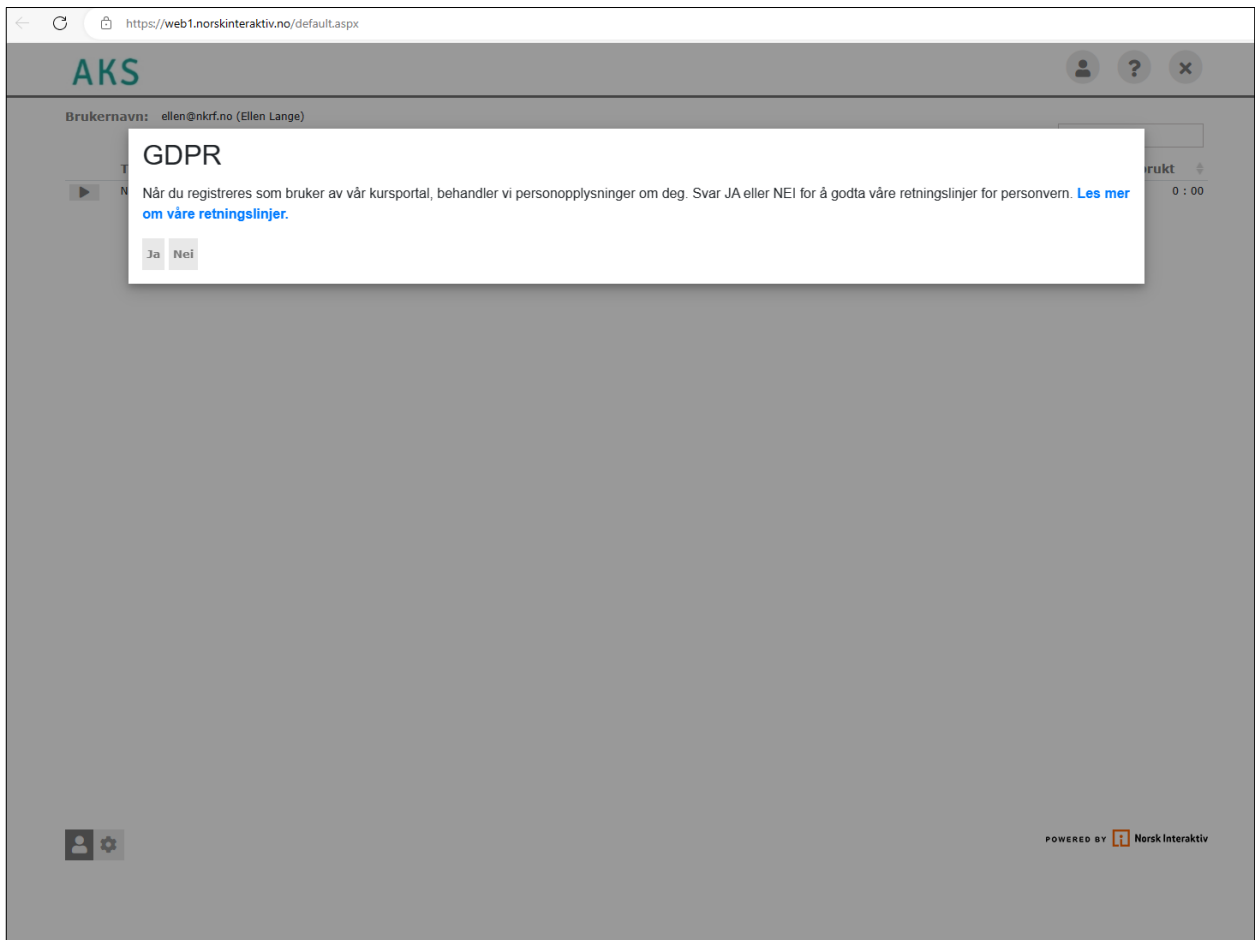 https://web1.norskinteraktiv.no/default.aspx
AKS
?
Brukernavn: ellen@nkrf.no (Ellen Lange)
GDPR
Når du registreres som bruker av vår kursportal, behandler vi personopplysninger om deg. Svar JA eller NEI for å godta våre retningslinjer for personvern. Les mer
om våre retningslinjer.
Ja Nei
0 : 00
POWERED BY i Norsk Interaktiv